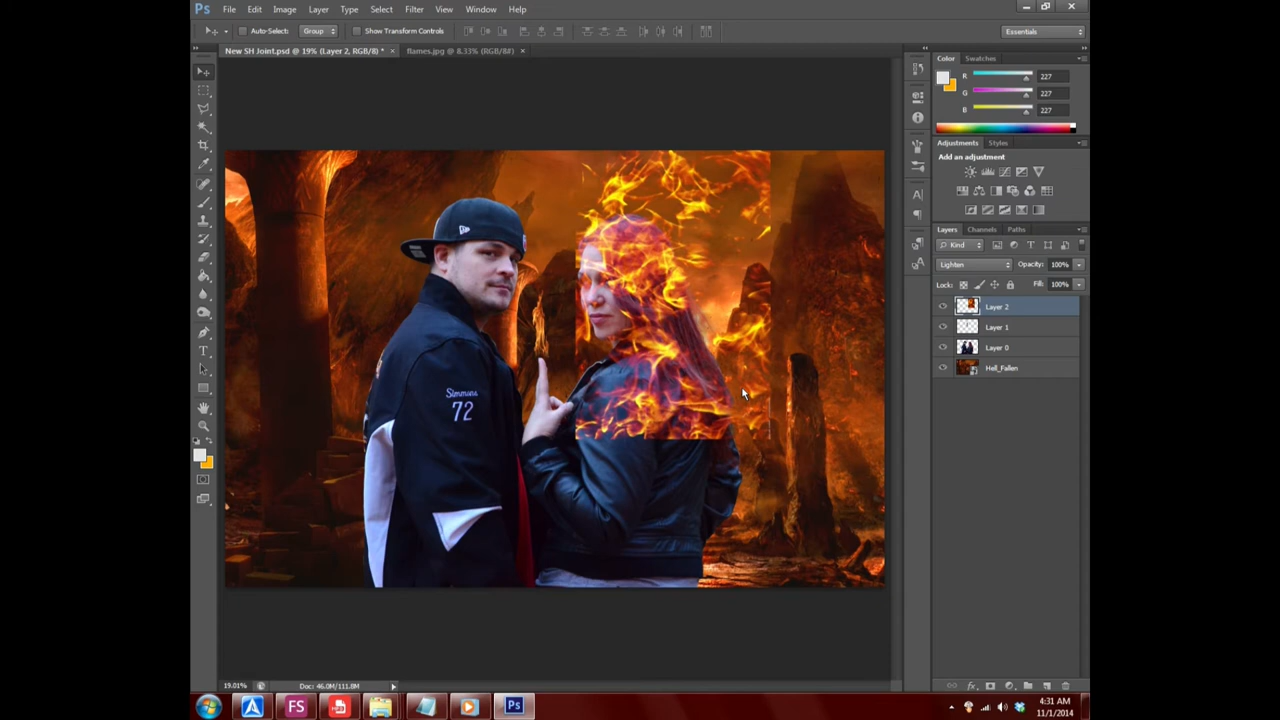 Ps File Edit Image Layer Type Select Filter View Window Help
Auto-Select: Group Show Transform Controls Essentials
New SH Joint.psd @ 19% (Layer 2, RGB/8) * × flames.jpg @ 8.33% (RGB/8#) ×
Color Swatches
R 227
G 227
B 227
Adjustments Styles
Add an adjustment
Layers Channels Paths
Kind
Lighten Opacity: 100%
Lock: Fill: 100%
Layer 2
Layer 1
Layer 0
Hell_Fallen
Simmons
72
19.01% Doc: 46.0M/111.8M
FS Ps
4:31 AM
11/1/2014